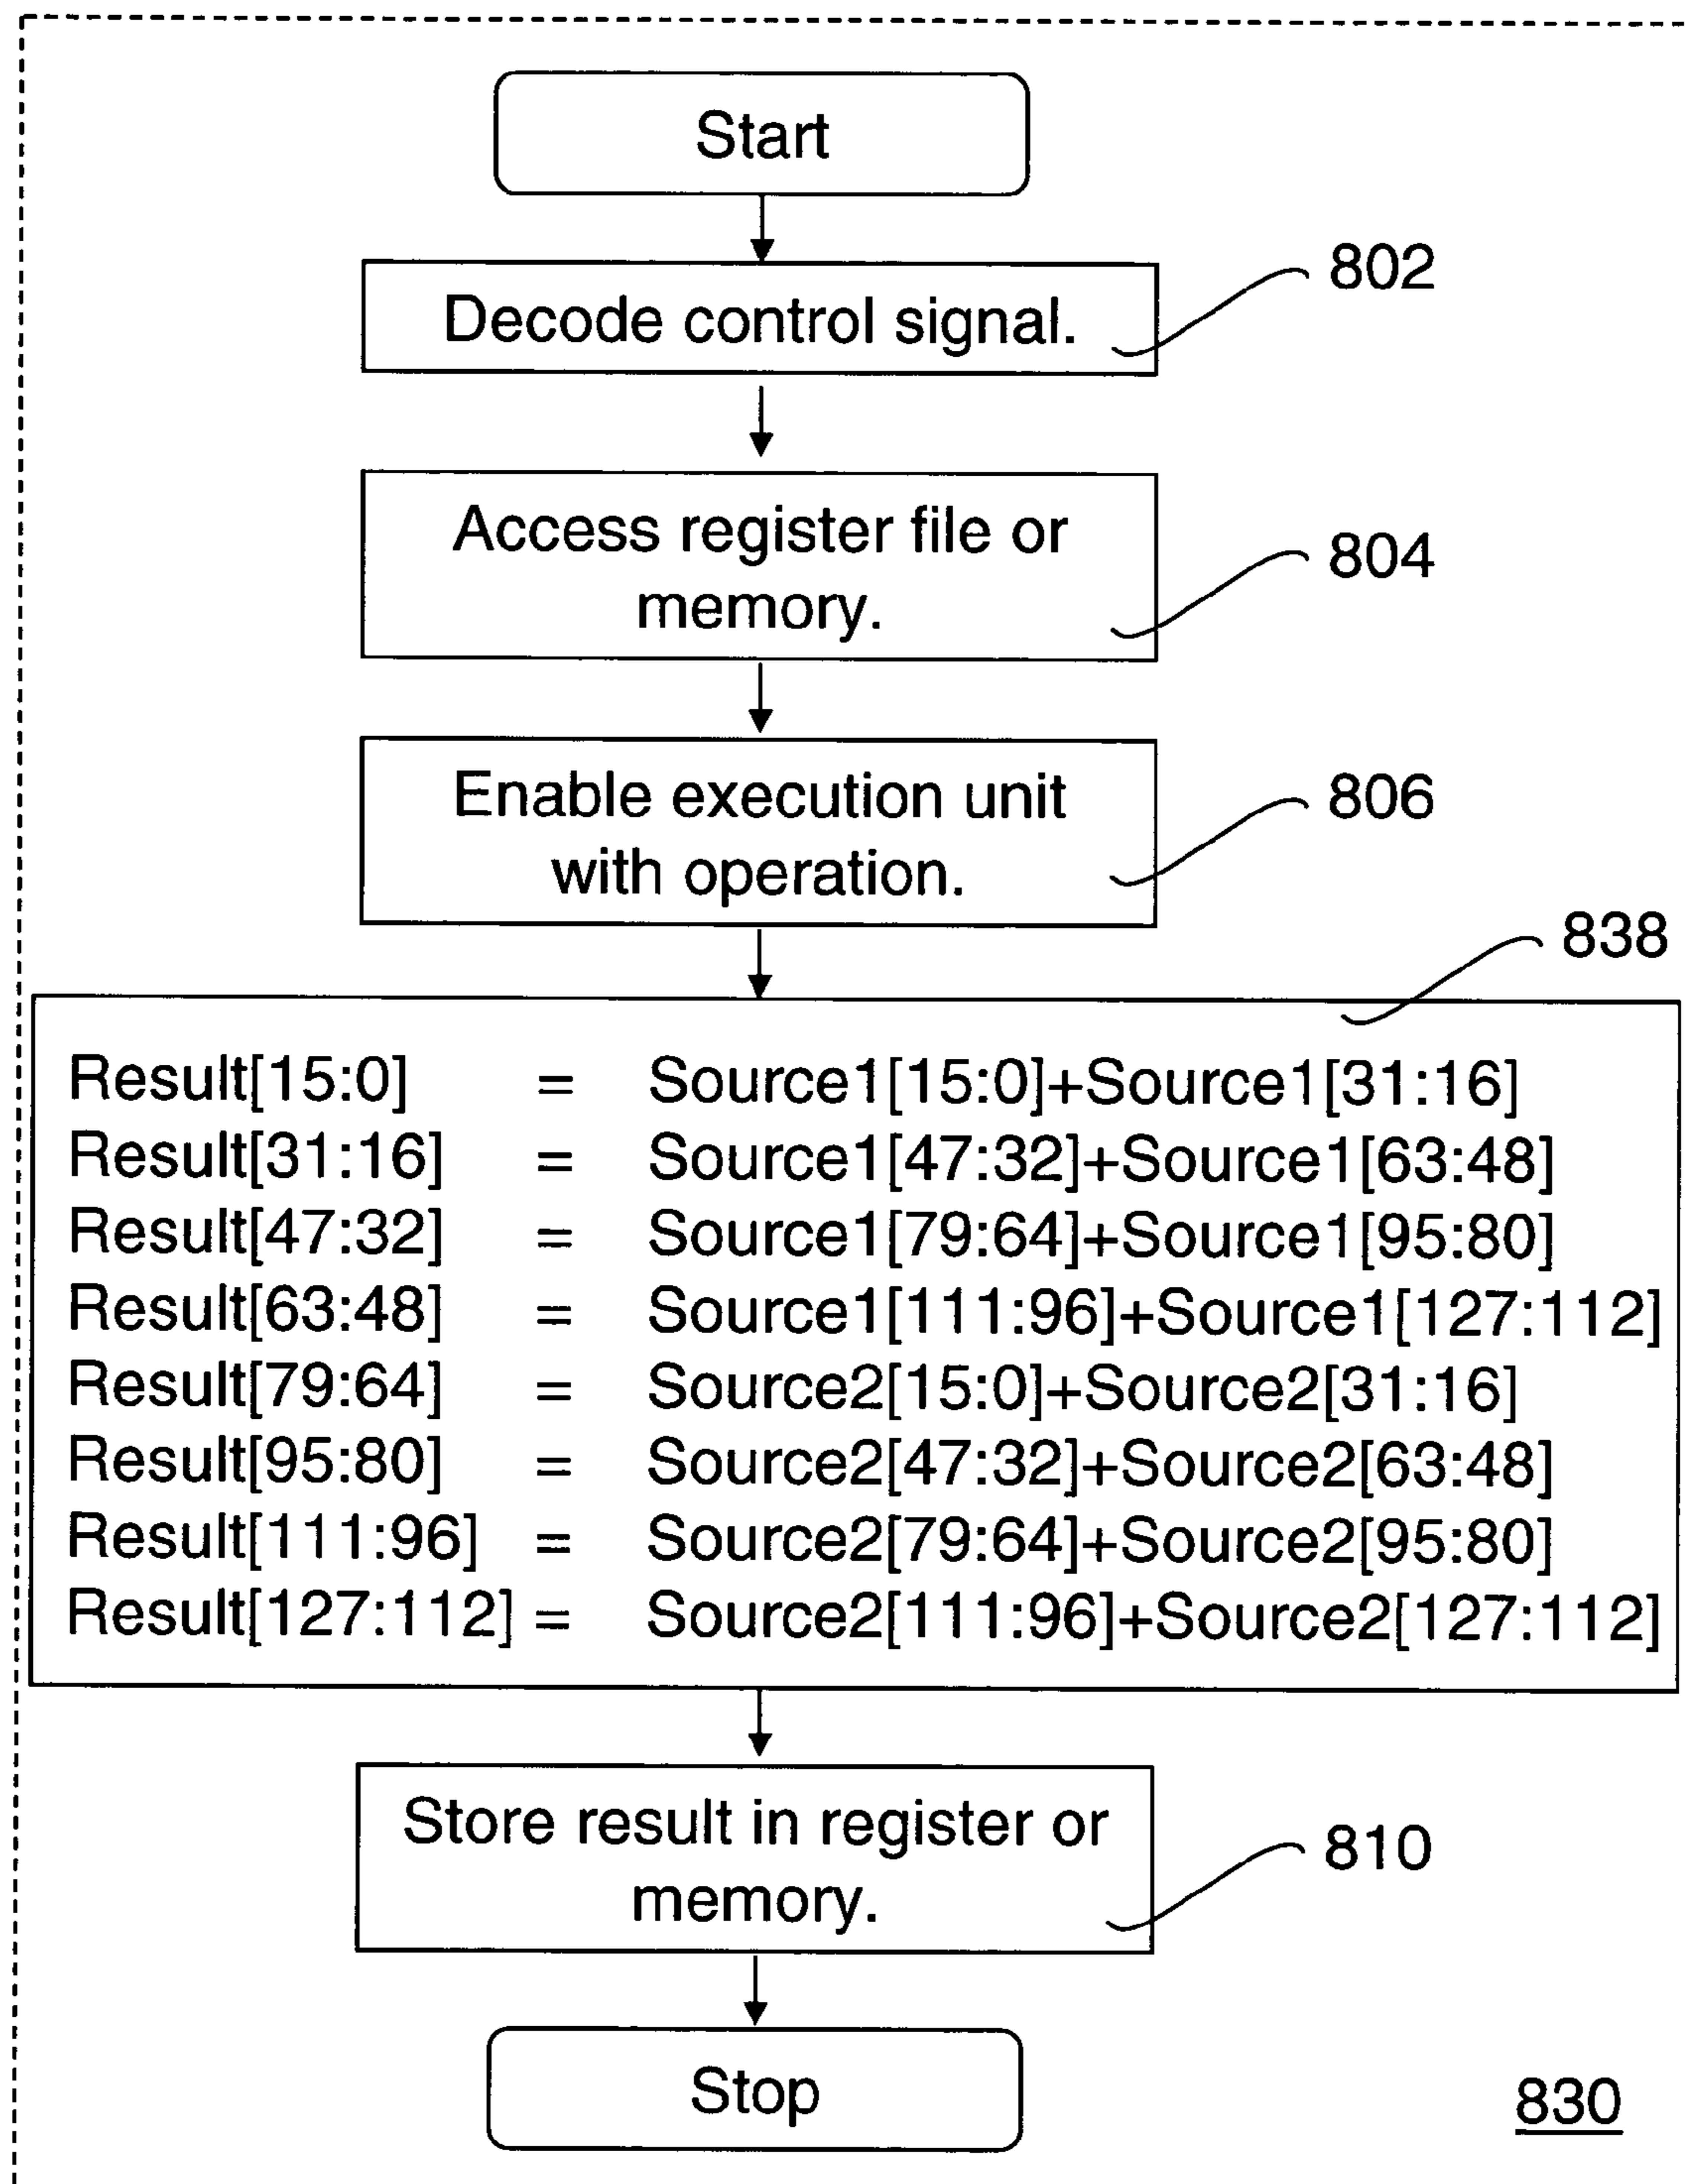 Start
802
Decode control signal.
Access register file or
memory.
804
Enable execution unit
with operation.
806
838
Result[15:0] = Source1[15:0]+Source1[31:16]
Result[31:16] = Source1[47:32]+Source1[63:48]
Result[47:32] = Source1[79:64]+Source1[95:80]
Result[63:48] = Source1[111:96]+Source1[127:112]
Result[79:64] = Source2[15:0]+Source2[31:16]
Result[95:80] = Source2[47:32]+Source2[63:48]
Result[111:96] = Source2[79:64]+Source2[95:80]
Result[127:112] = Source2[111:96]+Source2[127:112]
Store result in register or
memory.
810
Stop
830